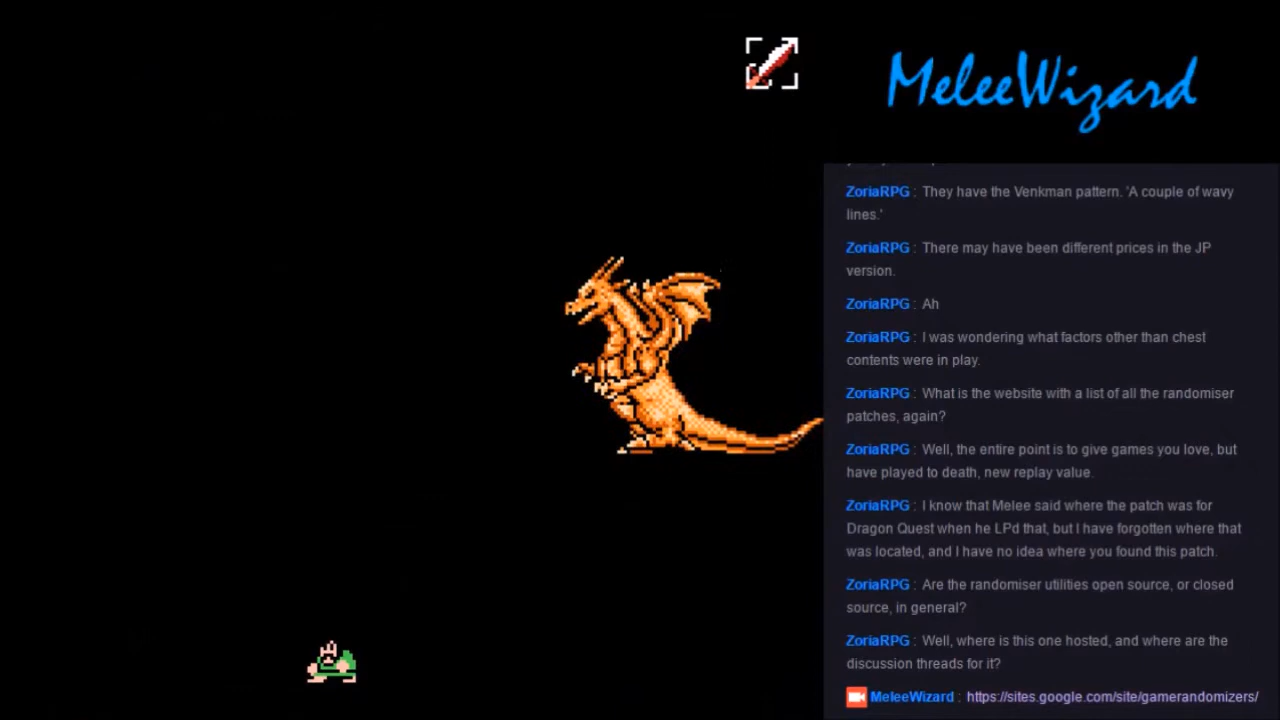 MeleeWizard
ZoriaRPG : They have the Venkman pattern. 'A couple of wavy
lines.'
ZoriaRPG : There may have been different prices in the JP
version.
ZoriaRPG : Ah
ZoriaRPG : I was wondering what factors other than chest
contents were in play.
ZoriaRPG : What is the website with a list of all the randomiser
patches, again?
ZoriaRPG : Well, the entire point is to give games you love, but
have played to death, new replay value.
ZoriaRPG : I know that Melee said where the patch was for
Dragon Quest when he LPd that, but I have forgotten where that
was located, and I have no idea where you found this patch.
ZoriaRPG : Are the randomiser utilities open source, or closed
source, in general?
ZoriaRPG : Well, where is this one hosted, and where are the
discussion threads for it?
MeleeWizard : https://sites.google.com/site/gamerandomizers/